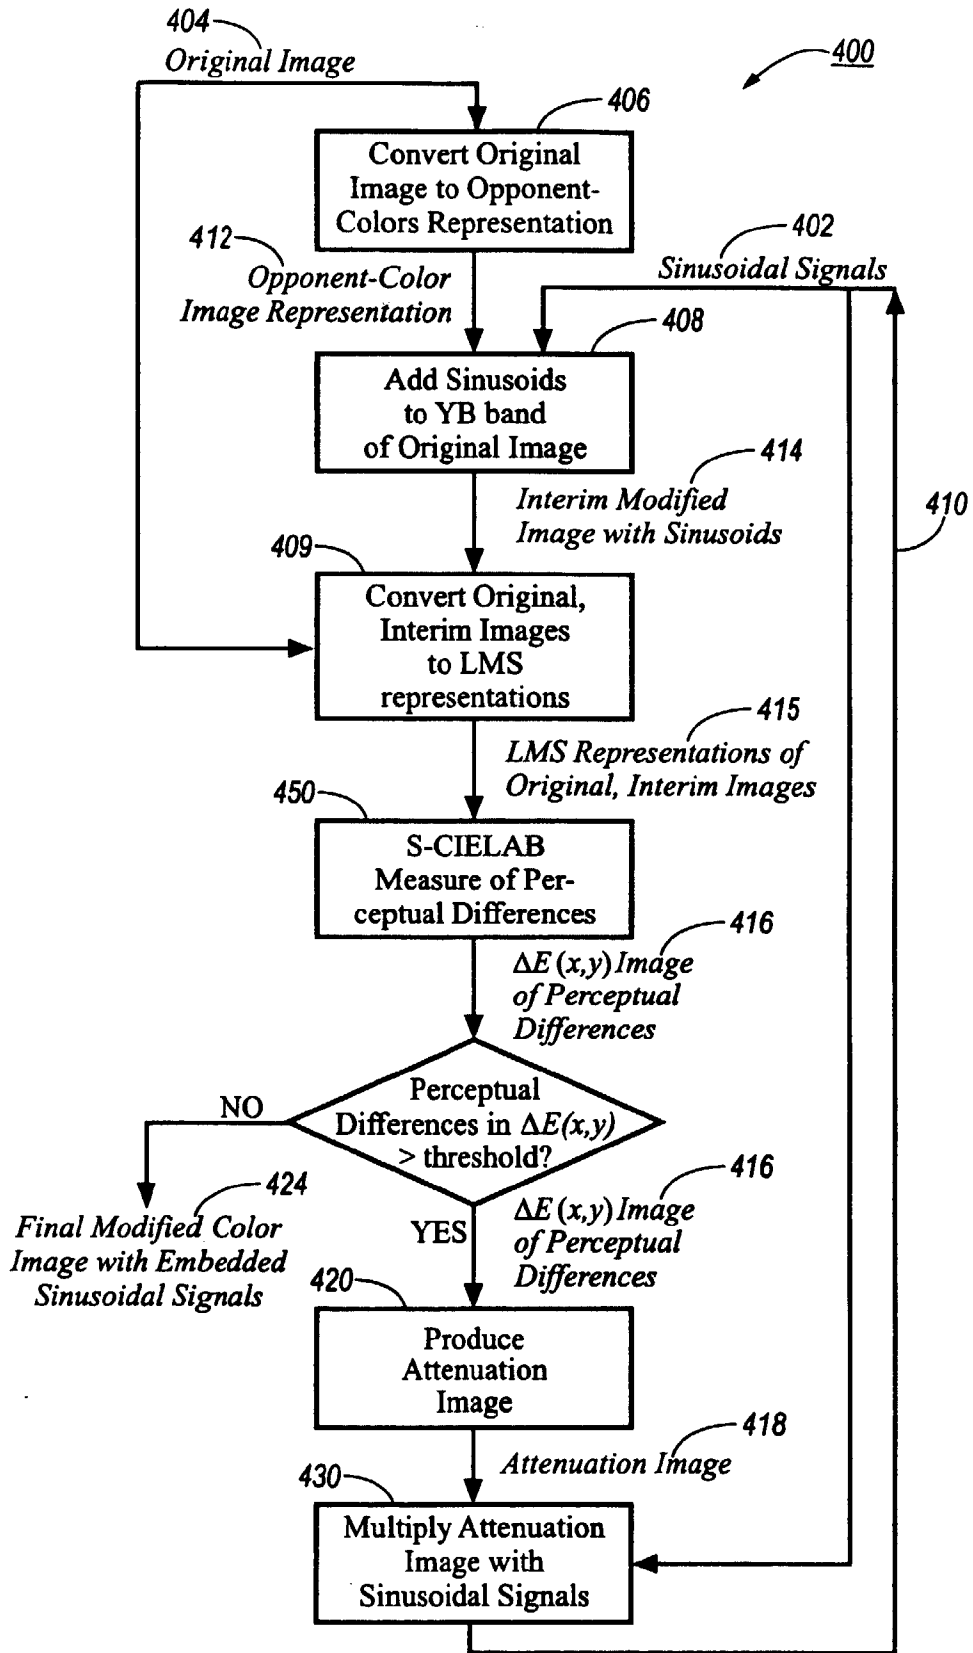 404
Original Image
400
406
Convert Original
Image to Opponent-
Colors Representation
412
Opponent-Color
Image Representation
402
Sinusoidal Signals
408
Add Sinusoids
to YB band
of Original Image
414
Interim Modified
Image with Sinusoids
410
409
Convert Original,
Interim Images
to LMS
representations
415
LMS Representations of
Original, Interim Images
450
S-CIELAB
Measure of Per-
ceptual Differences
416
ΔE (x,y) Image
of Perceptual
Differences
Perceptual
Differences in ΔE(x,y)
> threshold?
NO
424
Final Modified Color
Image with Embedded
Sinusoidal Signals
YES
416
ΔE (x,y) Image
of Perceptual
Differences
420
Produce
Attenuation
Image
418
Attenuation Image
430
Multiply Attenuation
Image with
Sinusoidal Signals